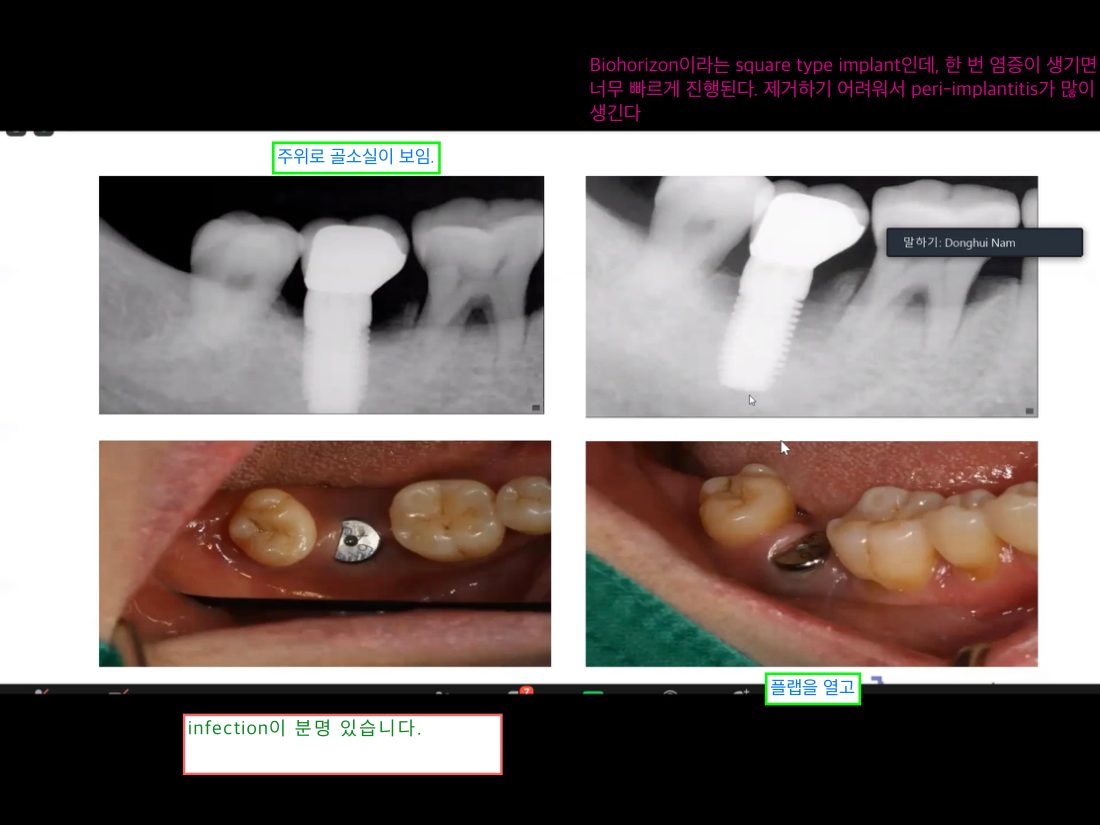 Biohorizon이라는 square type implant인데, 한 번 염증이 생기면
너무 빠르게 진행된다. 제거하기 어려워서 peri-implantitis가 많이
생긴다
주위로 골소실이 보임.
말하기: Donghui Nam
플랩을 열고
7
infection이 분명 있습니다.